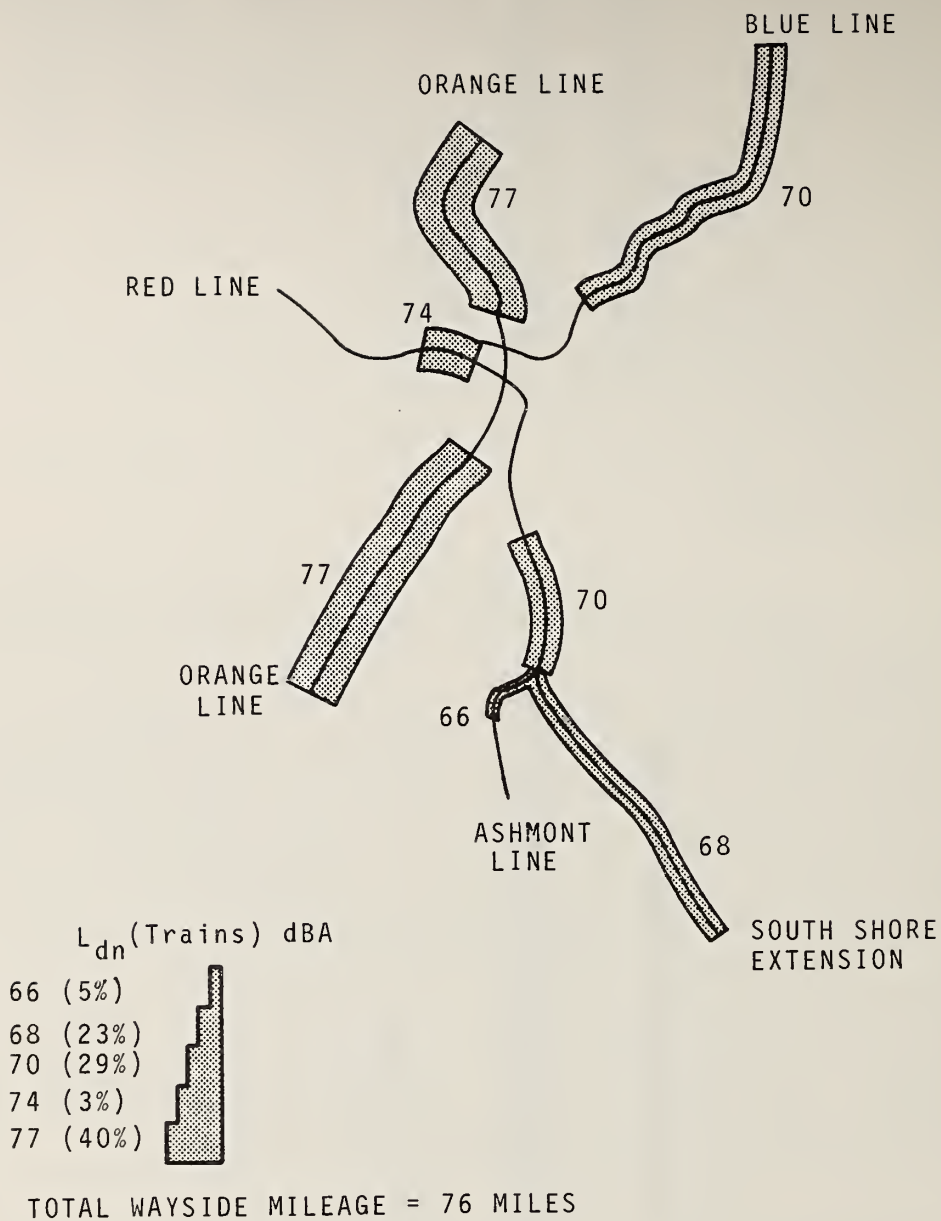 BLUE LINE
ORANGE LINE
77
70
RED LINE
74
77
70
ORANGE
LINE
66
ASHMONT
LINE
68
SOUTH SHORE
EXTENSION
Ldn(Trains) dBA
66 (5%)
68 (23%)
70 (29%)
74 (3%)
77 (40%)
TOTAL WAYSIDE MILEAGE = 76 MILES